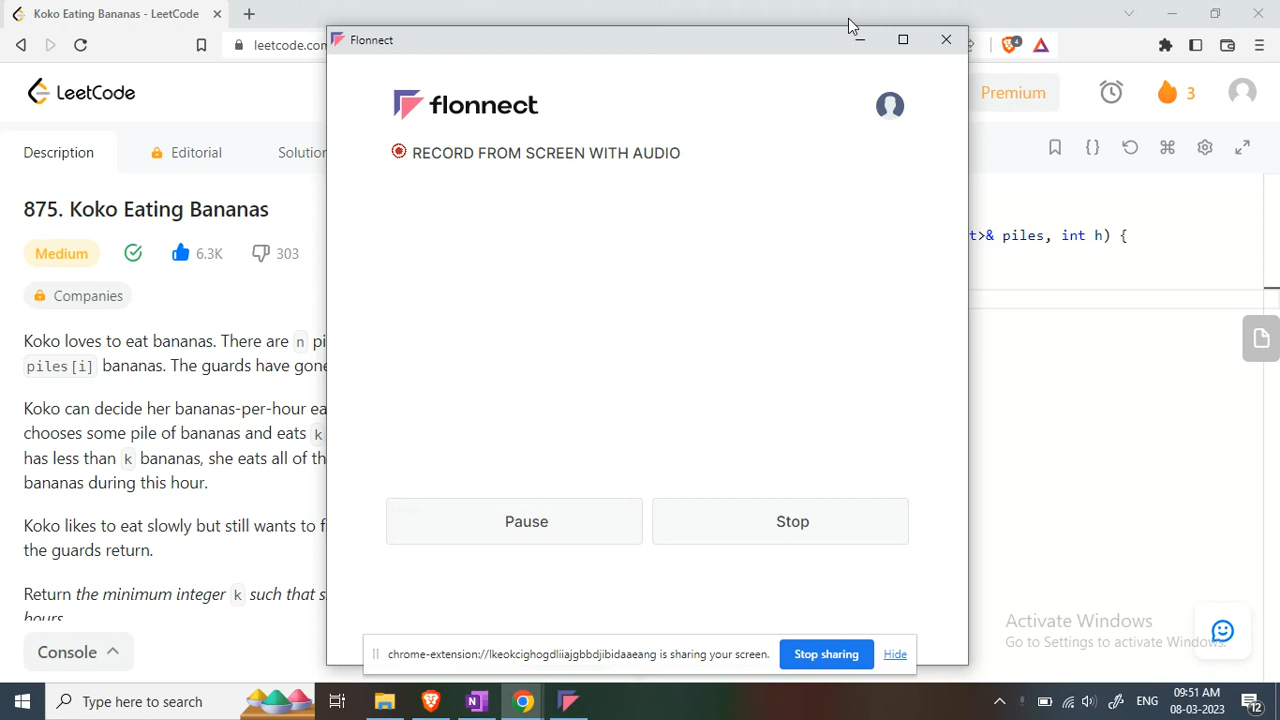 Koko Eating Bananas - LeetCode
leetcode.com
4
Flonnect
LeetCode
Premium
3
flonnect
RECORD FROM SCREEN WITH AUDIO
Description
Editorial
Solution
875. Koko Eating Bananas
Medium
6.3K
303
t>& piles, int h) {
Companies
Koko loves to eat bananas. There are n pi
piles[i] bananas. The guards have gone
Koko can decide her bananas-per-hour ea
chooses some pile of bananas and eats k
has less than k bananas, she eats all of th
bananas during this hour.
Koko likes to eat slowly but still wants to f
the guards return.
Return the minimum integer k such that s
hours
Pause
Stop
Console
Activate Windows
Go to Settings to activate Windows.
chrome-extension://lkeokcighogdliiajgbbdjibidaaeang is sharing your screen.
Stop sharing
Hide
Type here to search
ENG
09:51 AM
08-03-2023
12